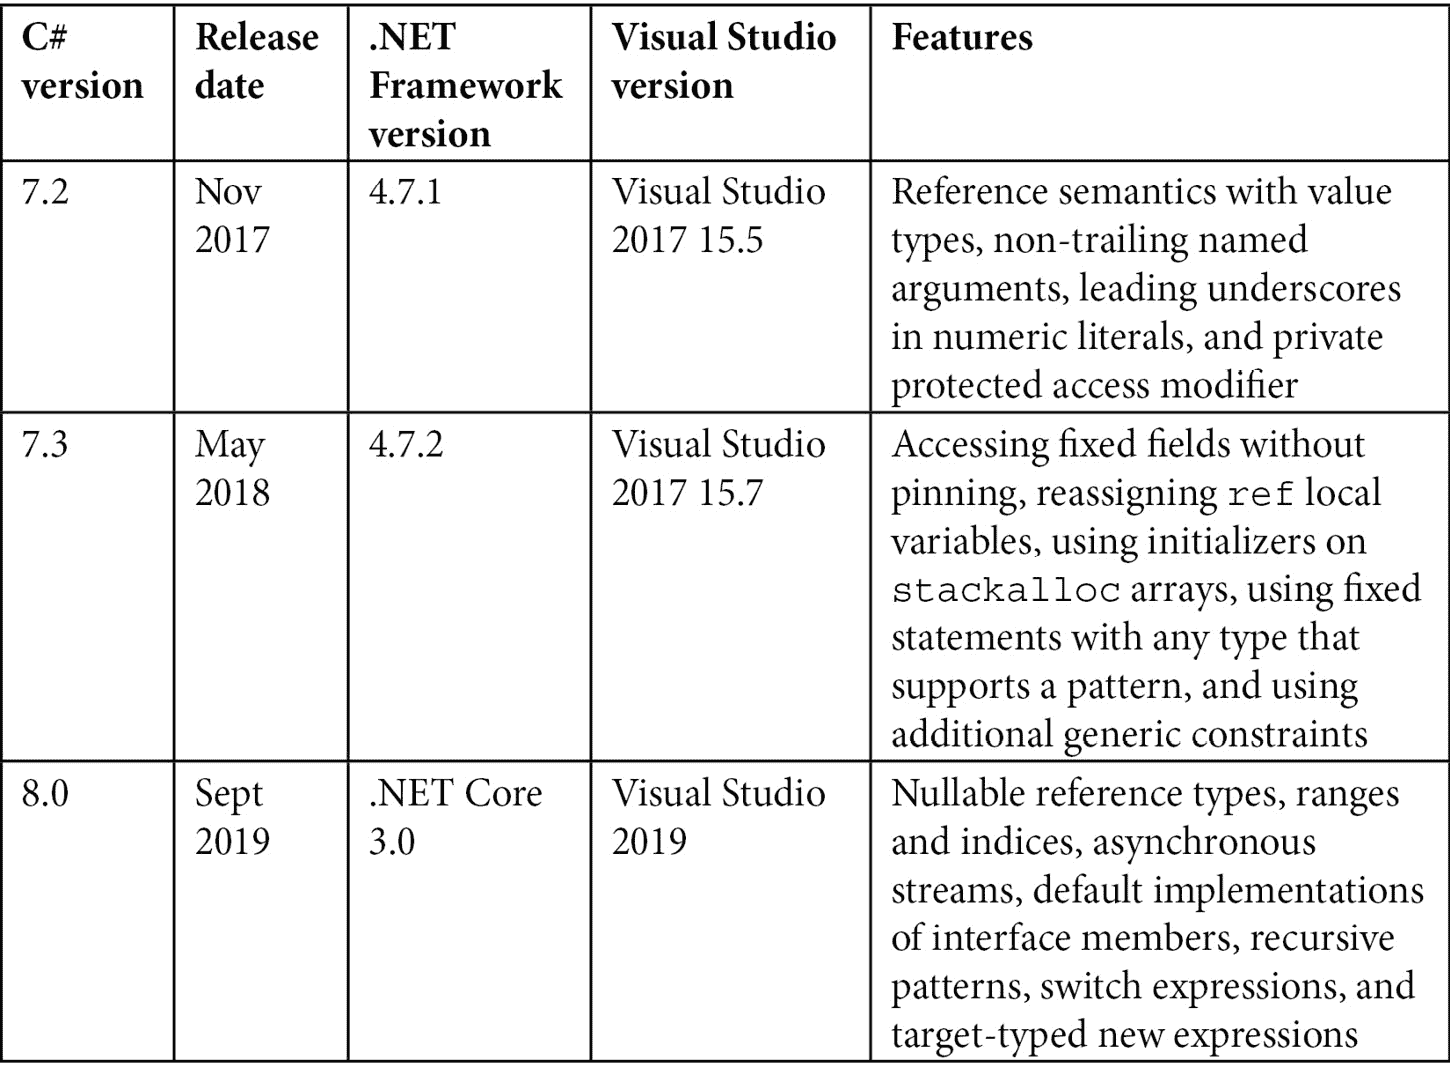 C#
version
Release
date
.NET
Framework
version
Visual Studio
version
Features
7.2
Nov
2017
4.7.1
Visual Studio
2017 15.5
Reference semantics with value
types, non-trailing named
arguments, leading underscores
in numeric literals, and private
protected access modifier
7.3
May
2018
4.7.2
Visual Studio
2017 15.7
Accessing fixed fields without
pinning, reassigning ref local
variables, using initializers on
stackalloc arrays, using fixed
statements with any type that
supports a pattern, and using
additional generic constraints
8.0
Sept
2019
.NET Core
3.0
Visual Studio
2019
Nullable reference types, ranges
and indices, asynchronous
streams, default implementations
of interface members, recursive
patterns, switch expressions, and
target-typed new expressions